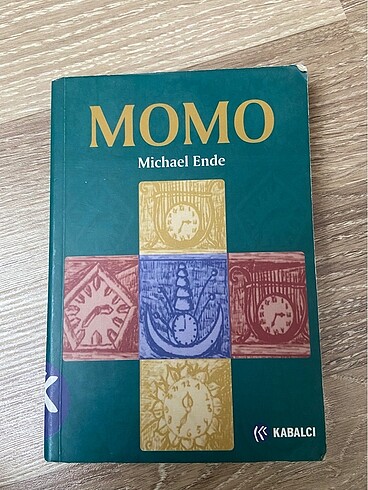 MOMO
Michael Ende
K
KABALCI